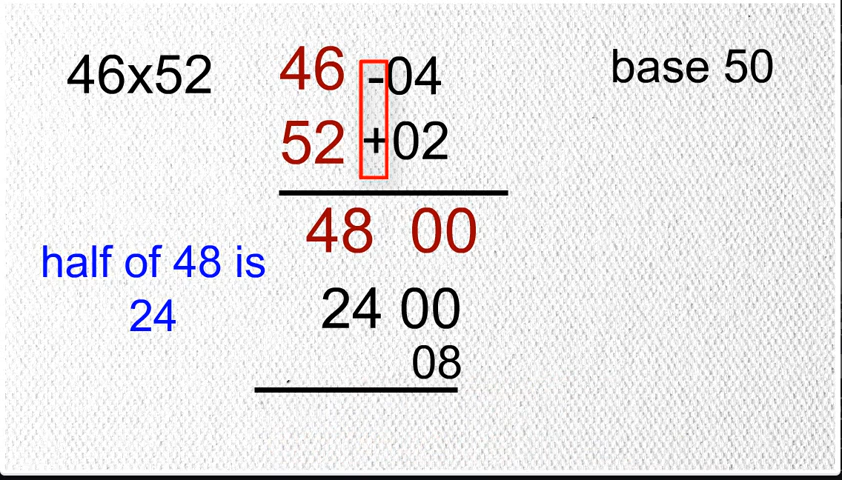 46x52
46 -04
52 +02
base 50
48 00
half of 48 is
24
24 00
08